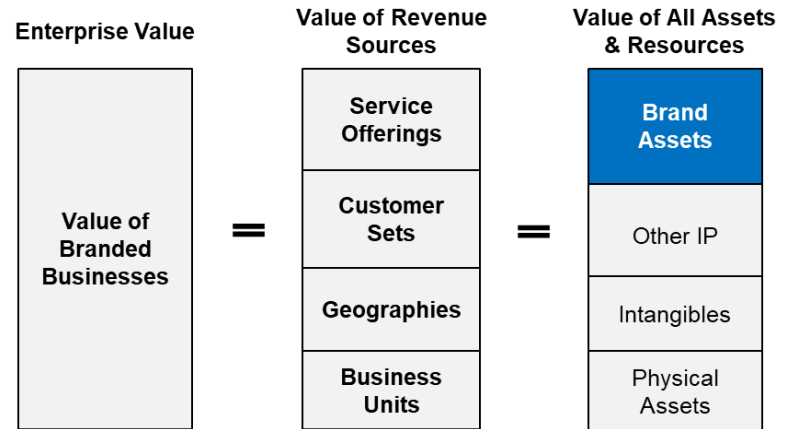 Enterprise Value
Value of Revenue
Sources
Value of All Assets
& Resources
Value of
Branded
Businesses
=
Service
Offerings
Customer
Sets
Geographies
Business
Units
=
Brand
Assets
Other IP
Intangibles
Physical
Assets